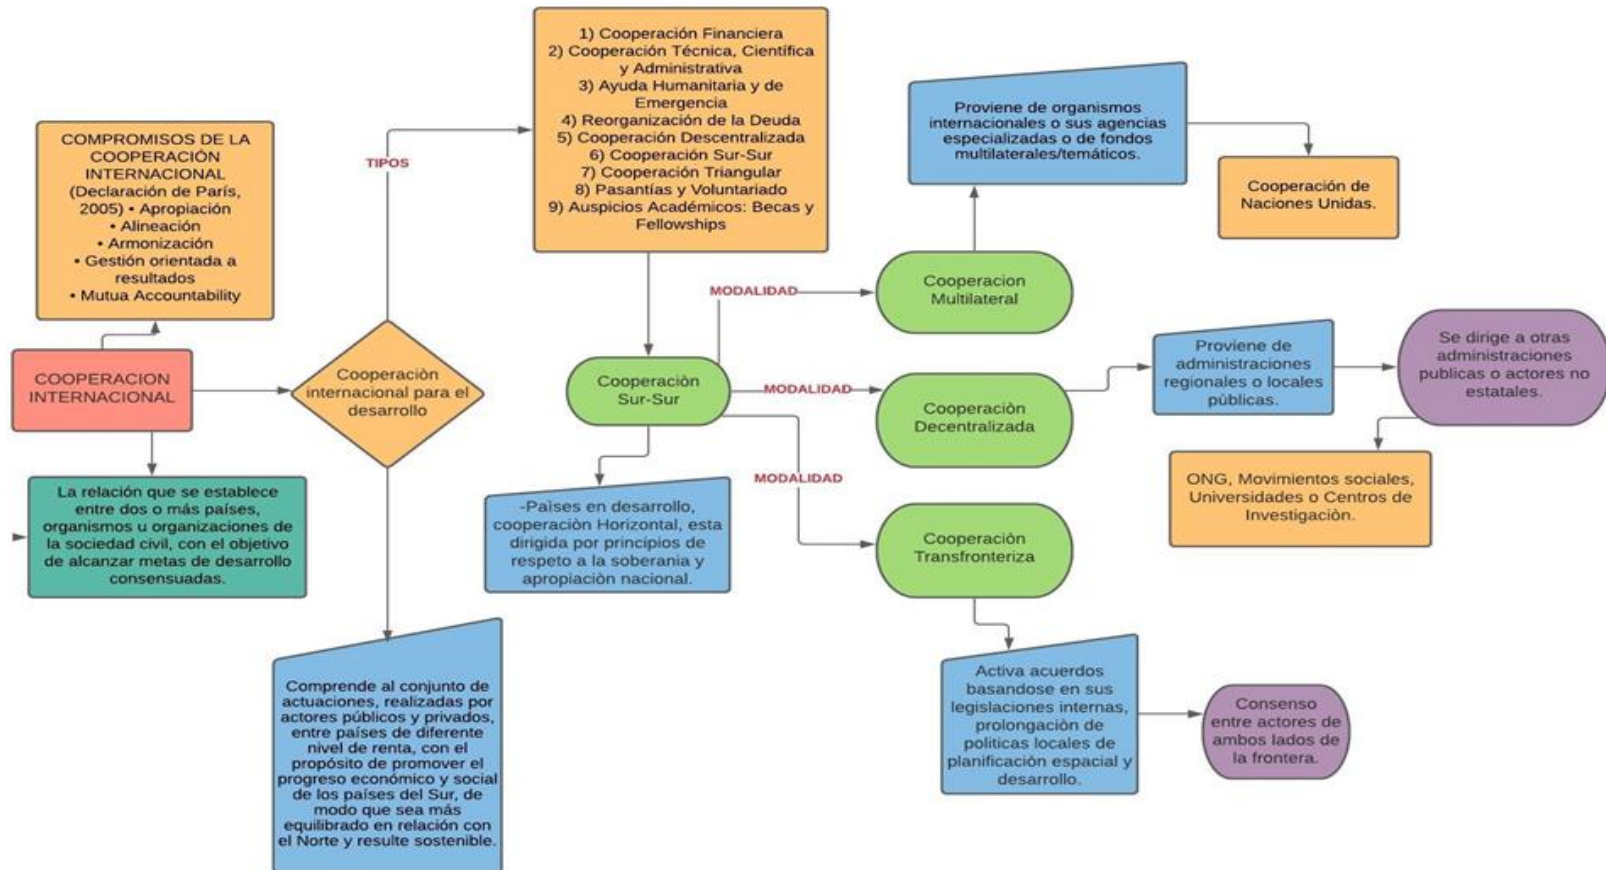 1) Cooperación Financiera
2) Cooperación Técnica, Científica
y Administrativa
3) Ayuda Humanitaria y de
Emergencia
4) Reorganización de la Deuda
5) Cooperación Descentralizada
6) Cooperación Sur-Sur
7) Cooperación Triangular
8) Pasantías y Voluntariado
9) Auspicios Académicos: Becas y
Fellowships
COMPROMISOS DE LA
COOPERACIÓN
INTERNACIONAL
(Declaración de París,
2005) • Apropiación
• Alineación
• Armonización
• Gestión orientada a
resultados
• Mutua Accountability
TIPOS
COOPERACION
INTERNACIONAL
Cooperaciòn
internacional para el
desarrollo
La relación que se establece
entre dos o más países,
organismos u organizaciones de
la sociedad civil, con el objetivo
de alcanzar metas de desarrollo
consensuadas.
Comprende al conjunto de
actuaciones, realizadas por
actores públicos y privados,
entre países de diferente
nivel de renta, con el
propósito de promover el
progreso económico y social
de los países del Sur, de
modo que sea más
equilibrado en relación con
el Norte y resulte sostenible.
Cooperaciòn
Sur-Sur
-Paìses en desarrollo,
cooperaciòn Horizontal, esta
dirigida por principios de
respeto a la soberania y
apropiaciòn nacional.
MODALIDAD
Cooperacion
Multilateral
Proviene de organismos
internacionales o sus agencias
especializadas o de fondos
multilaterales/temáticos.
Cooperación de
Naciones Unidas.
MODALIDAD
Cooperaciòn
Decentralizada
Proviene de
administraciones
regionales o locales
pùblicas.
Se dirige a otras
administraciones
publicas o actores no
estatales.
ONG, Movimientos sociales,
Universidades o Centros de
Investigaciòn.
MODALIDAD
Cooperaciòn
Transfronteriza
Activa acuerdos
basandose en sus
legislaciones internas,
prolongaciòn de
politicas locales de
planificación espacial y
desarrollo.
Consenso
entre actores de
ambos lados de
la frontera.